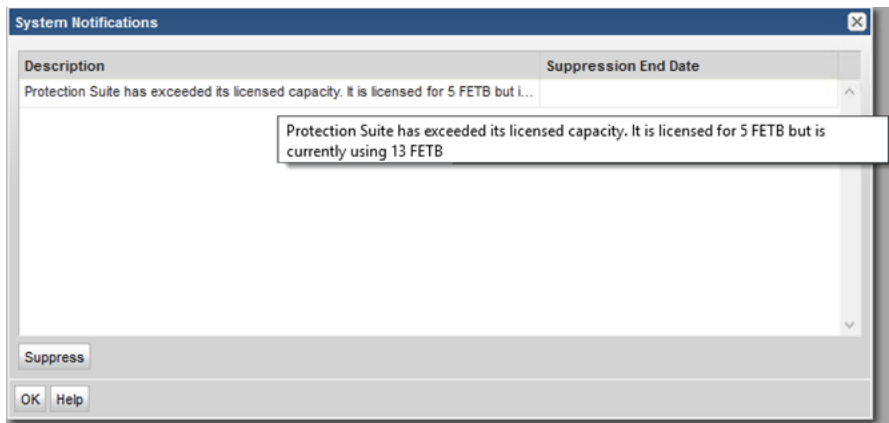 System Notifications
Description Suppression End Date
Protection Suite has exceeded its licensed capacity. It is licensed for 5 FETB but i...
Protection Suite has exceeded its licensed capacity. It is licensed for 5 FETB but is
currently using 13 FETB
Suppress
OK Help